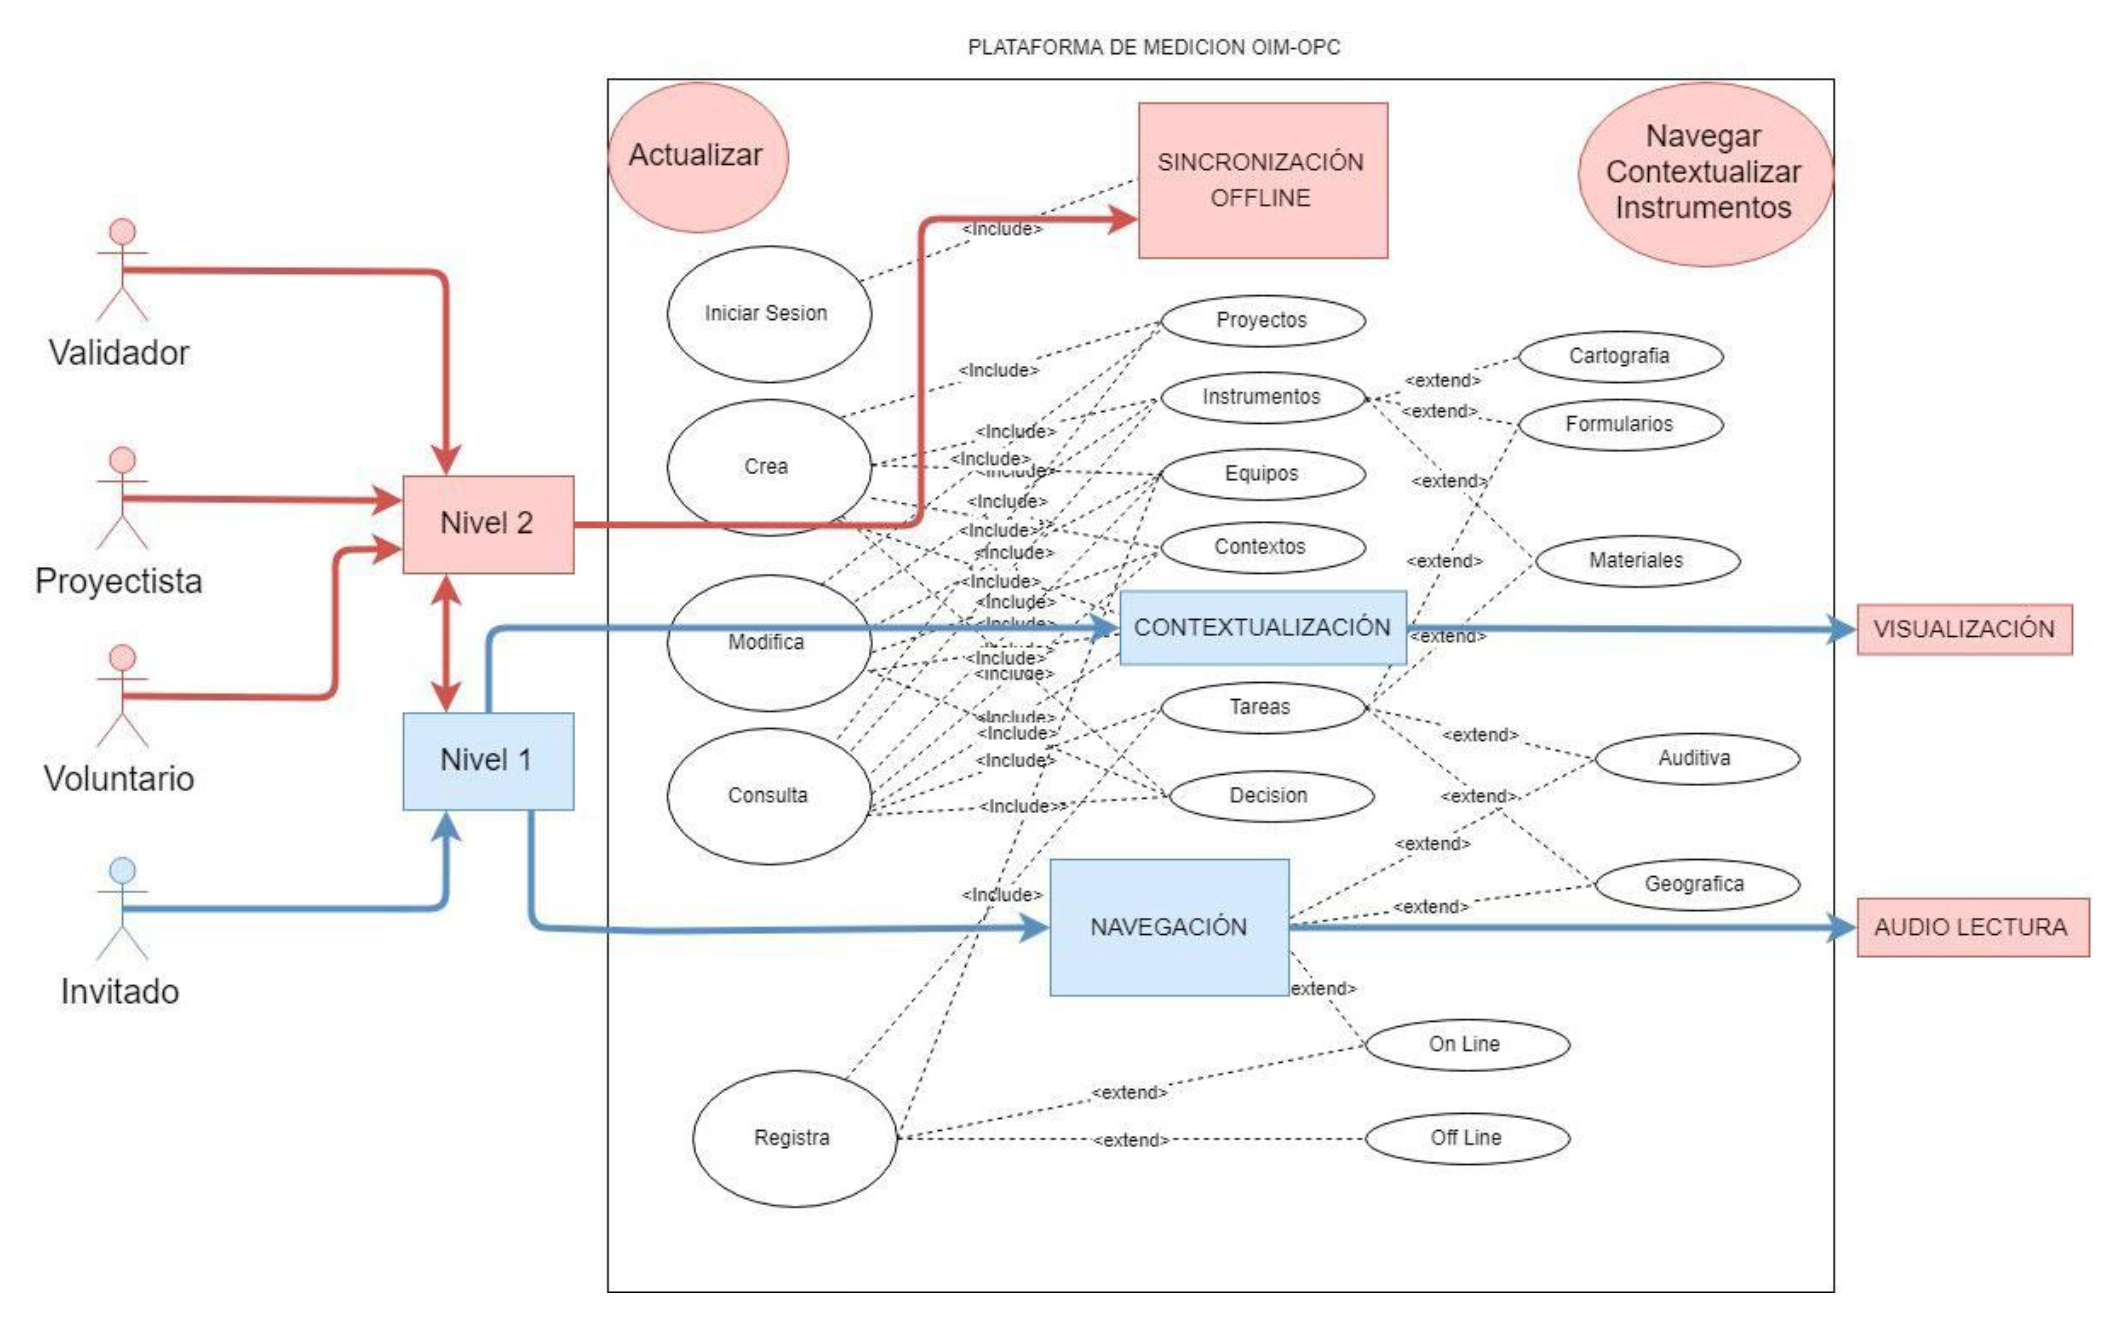 PLATAFORMA DE MEDICION OIM-OPC
Actualizar
SINCRONIZACIÓN
OFFLINE
Navegar
Contextualizar
Instrumentos
<Include>
Iniciar Sesion
Validador
Proyectos
Cartografia
<Include>
<extend>
Instrumentos
<extend>
Formularios
<Include>
Crea
<Include>
<Include>
Equipos
<extend>
<Include>
Nivel 2
<Include>
Contextos
<Include>
<extend>
Materiales
Proyectista
<Include>
<Include>
<Include>
CONTEXTUALIZACIÓN
VISUALIZACIÓN
Modifica
<extend>
<Include>
<Include>
Tareas
<Include>
<Include>
<extend>
Nivel 1
<Include>
Auditiva
Voluntario
Consulta
Decision
<extend>
<Include>
<extend>
Geografica
<Include>
<extend>
NAVEGACIÓN
AUDIO LECTURA
Invitado
extend>
On Line
<extend>
Registra
<extend>
Off Line